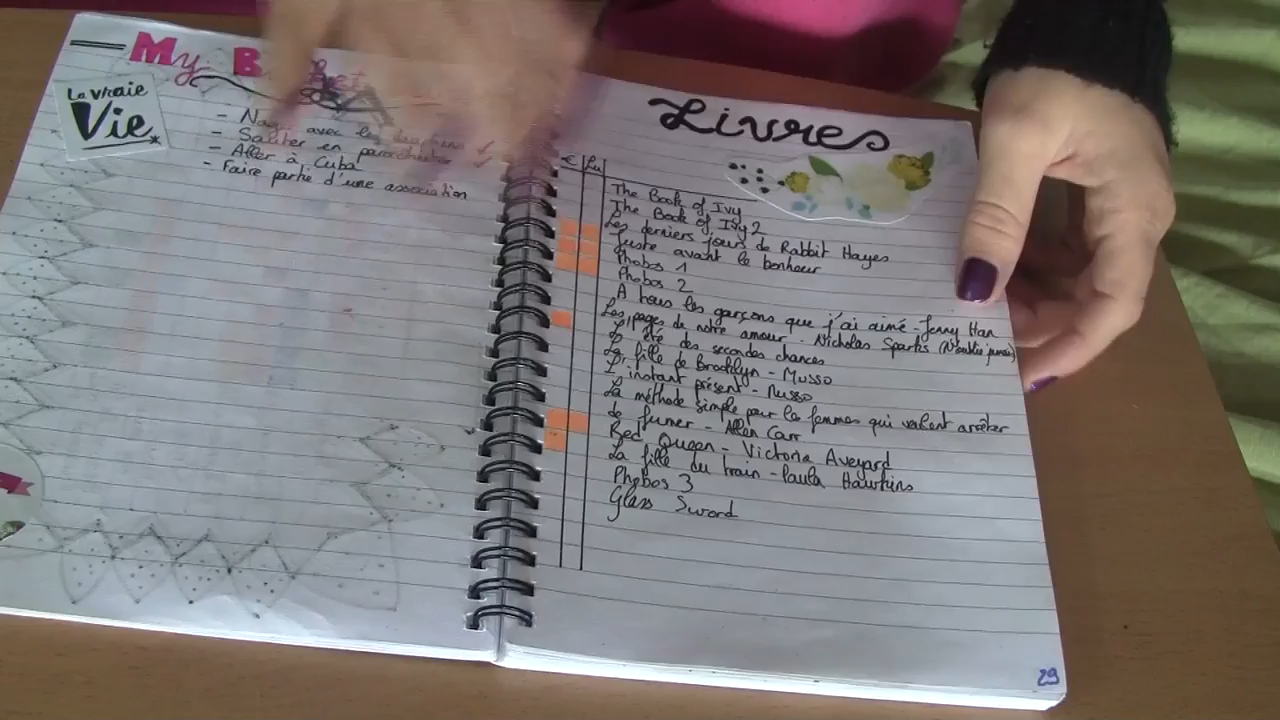 My B
La vraie
Vie
- Nager avec les dauphins
- Sauter en parachute
- Aller à Cuba
- Faire partie d'une association
Livres
€ Lu
The Book of Ivy
The Book of Ivy 2
Les derniers jours de Rabbit Hayes
Juste avant le bonheur
Phobos 1
Phobos 2
A tous les garçons que j'ai aimé - Jenny Han
Les pages de notre amour - Nicholas Sparks (N'oublie jamais)
L'été des secondes chances
La fille de Brooklyn - Musso
L'instant présent - Musso
La méthode simple pour les femmes qui veulent arrêter
de fumer - Allen Carr
Red Queen - Victoria Aveyard
La fille du train - Paula Hawkins
Phobos 3
Glass Sword
29